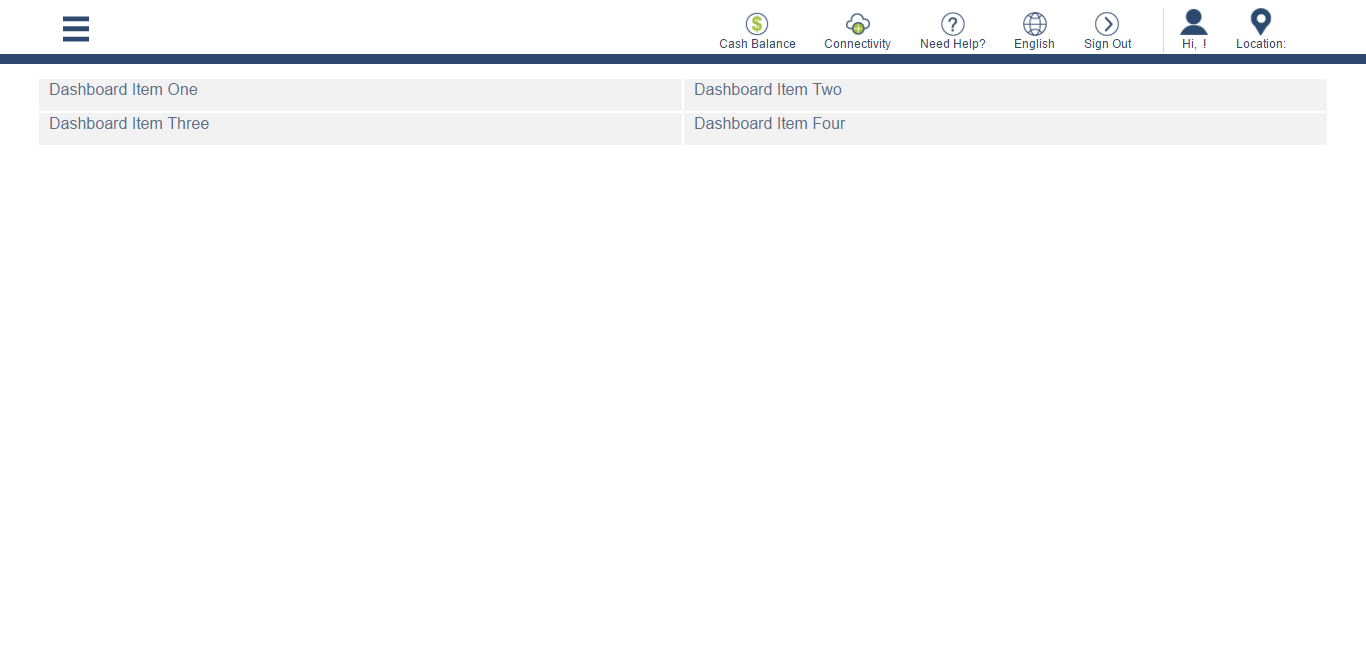 Cash Balance
Connectivity
Need Help?
English
Sign Out
Hi,  !
Location:
Dashboard Item One
Dashboard Item Two
Dashboard Item Three
Dashboard Item Four